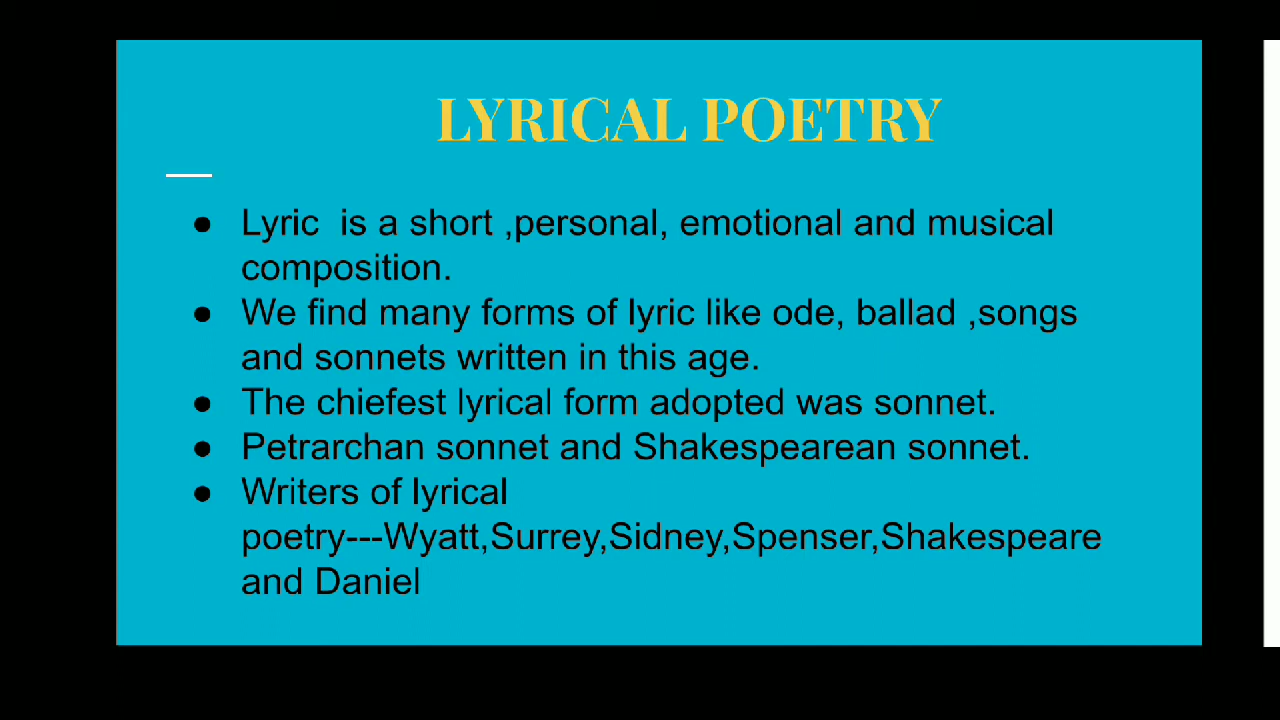 LYRICAL POETRY
● Lyric  is a short ,personal, emotional and musical
composition.
● We find many forms of lyric like ode, ballad ,songs
and sonnets written in this age.
● The chiefest lyrical form adopted was sonnet.
● Petrarchan sonnet and Shakespearean sonnet.
● Writers of lyrical
poetry---Wyatt,Surrey,Sidney,Spenser,Shakespeare
and Daniel